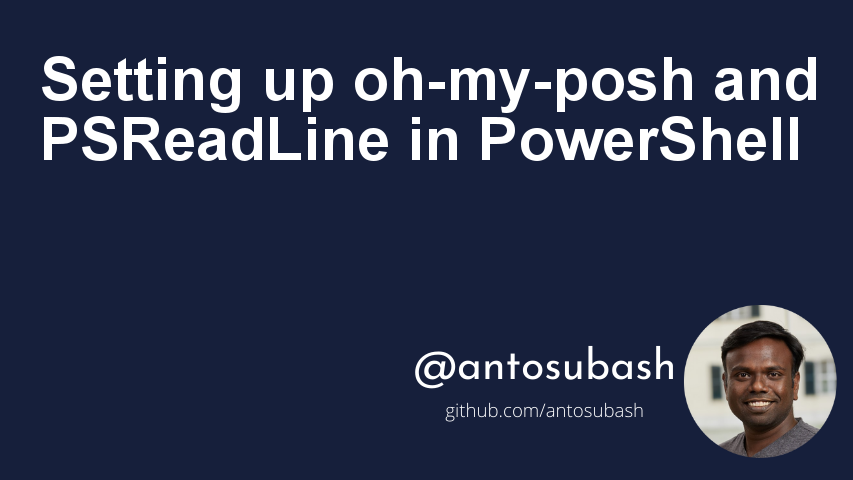 Setting up oh-my-posh and
PSReadLine in PowerShell
@antosubash
github.com/antosubash